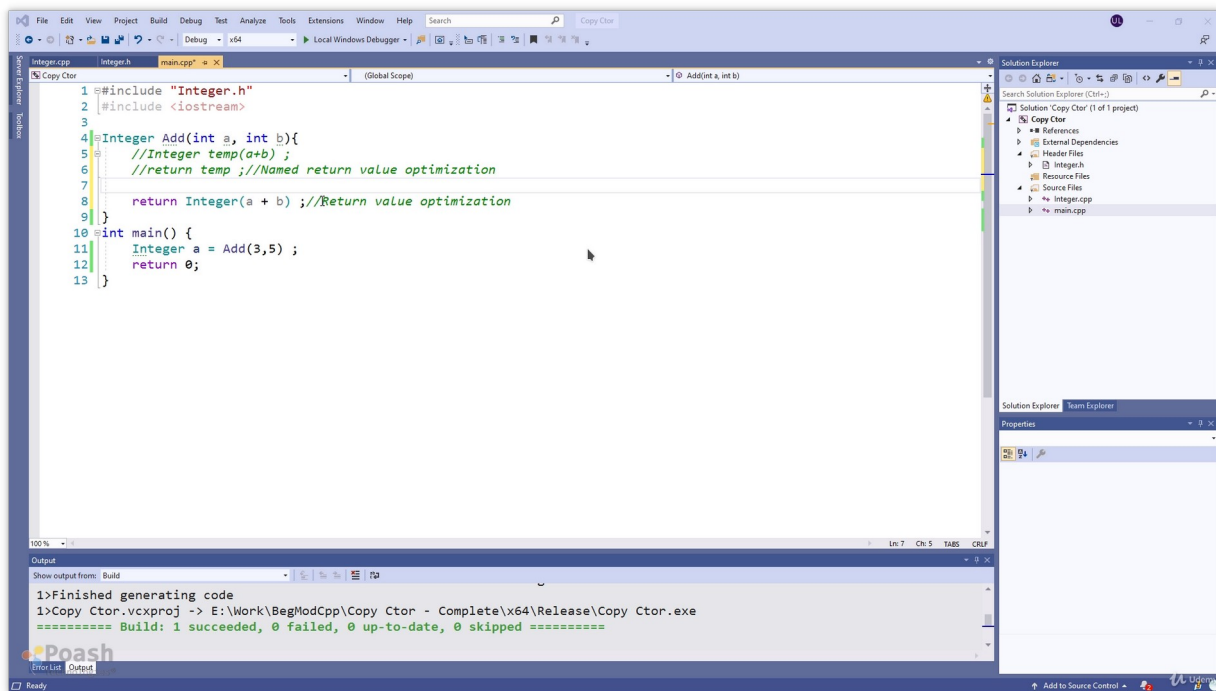 File Edit View Project Build Debug Test Analyze Tools Extensions Window Help Search Copy Ctor UL
Debug x64 Local Windows Debugger
Server Explorer
Toolbox
Integer.cpp Integer.h main.cpp*
Copy Ctor (Global Scope) Add(int a, int b)
1 #include "Integer.h"
2 #include <iostream>
3
4 Integer Add(int a, int b){
5 //Integer temp(a+b) ;
6 //return temp ;//Named return value optimization
7
8 return Integer(a + b) ;//Return value optimization
9 }
10 int main() {
11 Integer a = Add(3,5) ;
12 return 0;
13 }
100 % Ln: 7 Ch: 5 TABS CRLF
Solution Explorer
Search Solution Explorer (Ctrl+;)
Solution 'Copy Ctor' (1 of 1 project)
Copy Ctor
References
External Dependencies
Header Files
Integer.h
Resource Files
Source Files
Integer.cpp
main.cpp
Solution Explorer Team Explorer
Properties
Output
Show output from: Build
1>Finished generating code
1>Copy Ctor.vcxproj -> E:\Work\BegModCpp\Copy Ctor - Complete\x64\Release\Copy Ctor.exe
========== Build: 1 succeeded, 0 failed, 0 up-to-date, 0 skipped ==========
Poash
Error List Output
Ready Add to Source Control 2 Udemy